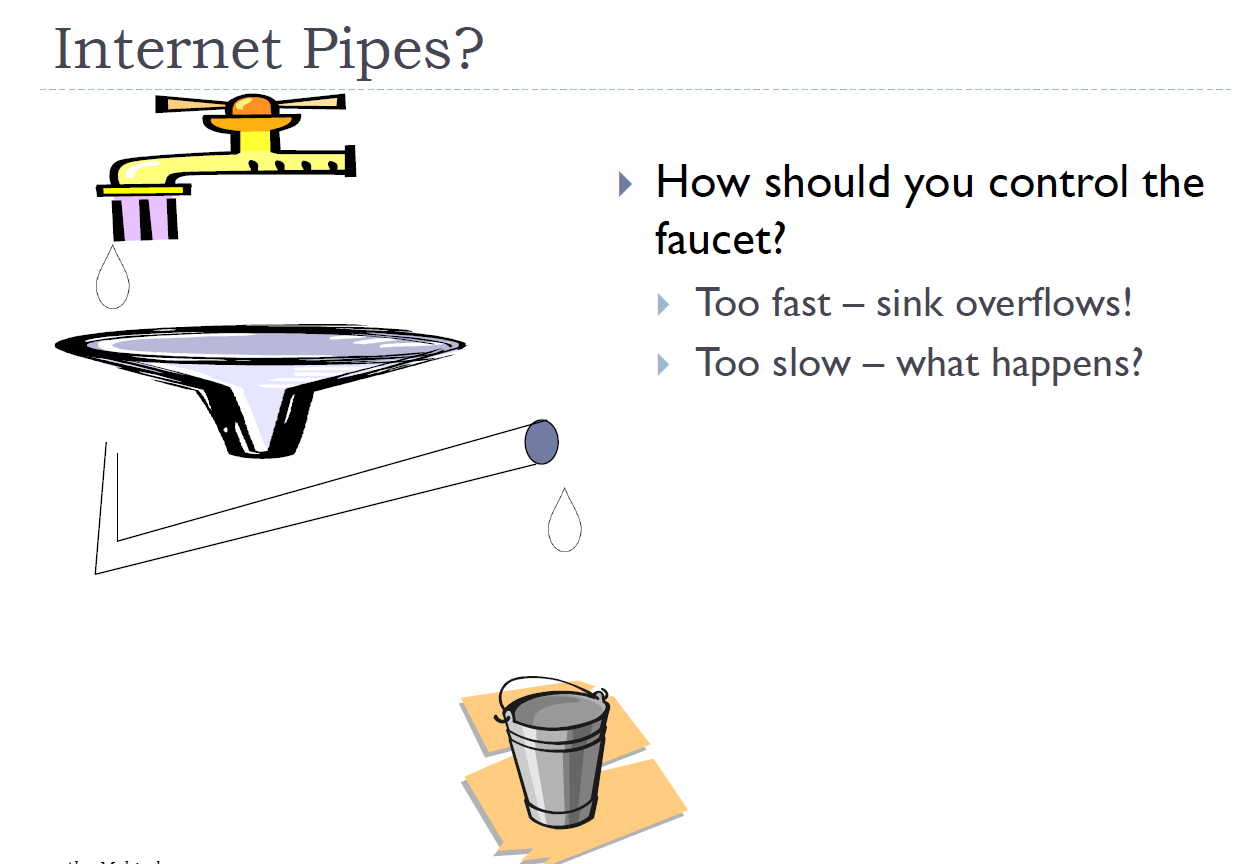 Internet Pipes?
How should you control the
faucet?
Too fast – sink overflows!
Too slow – what happens?